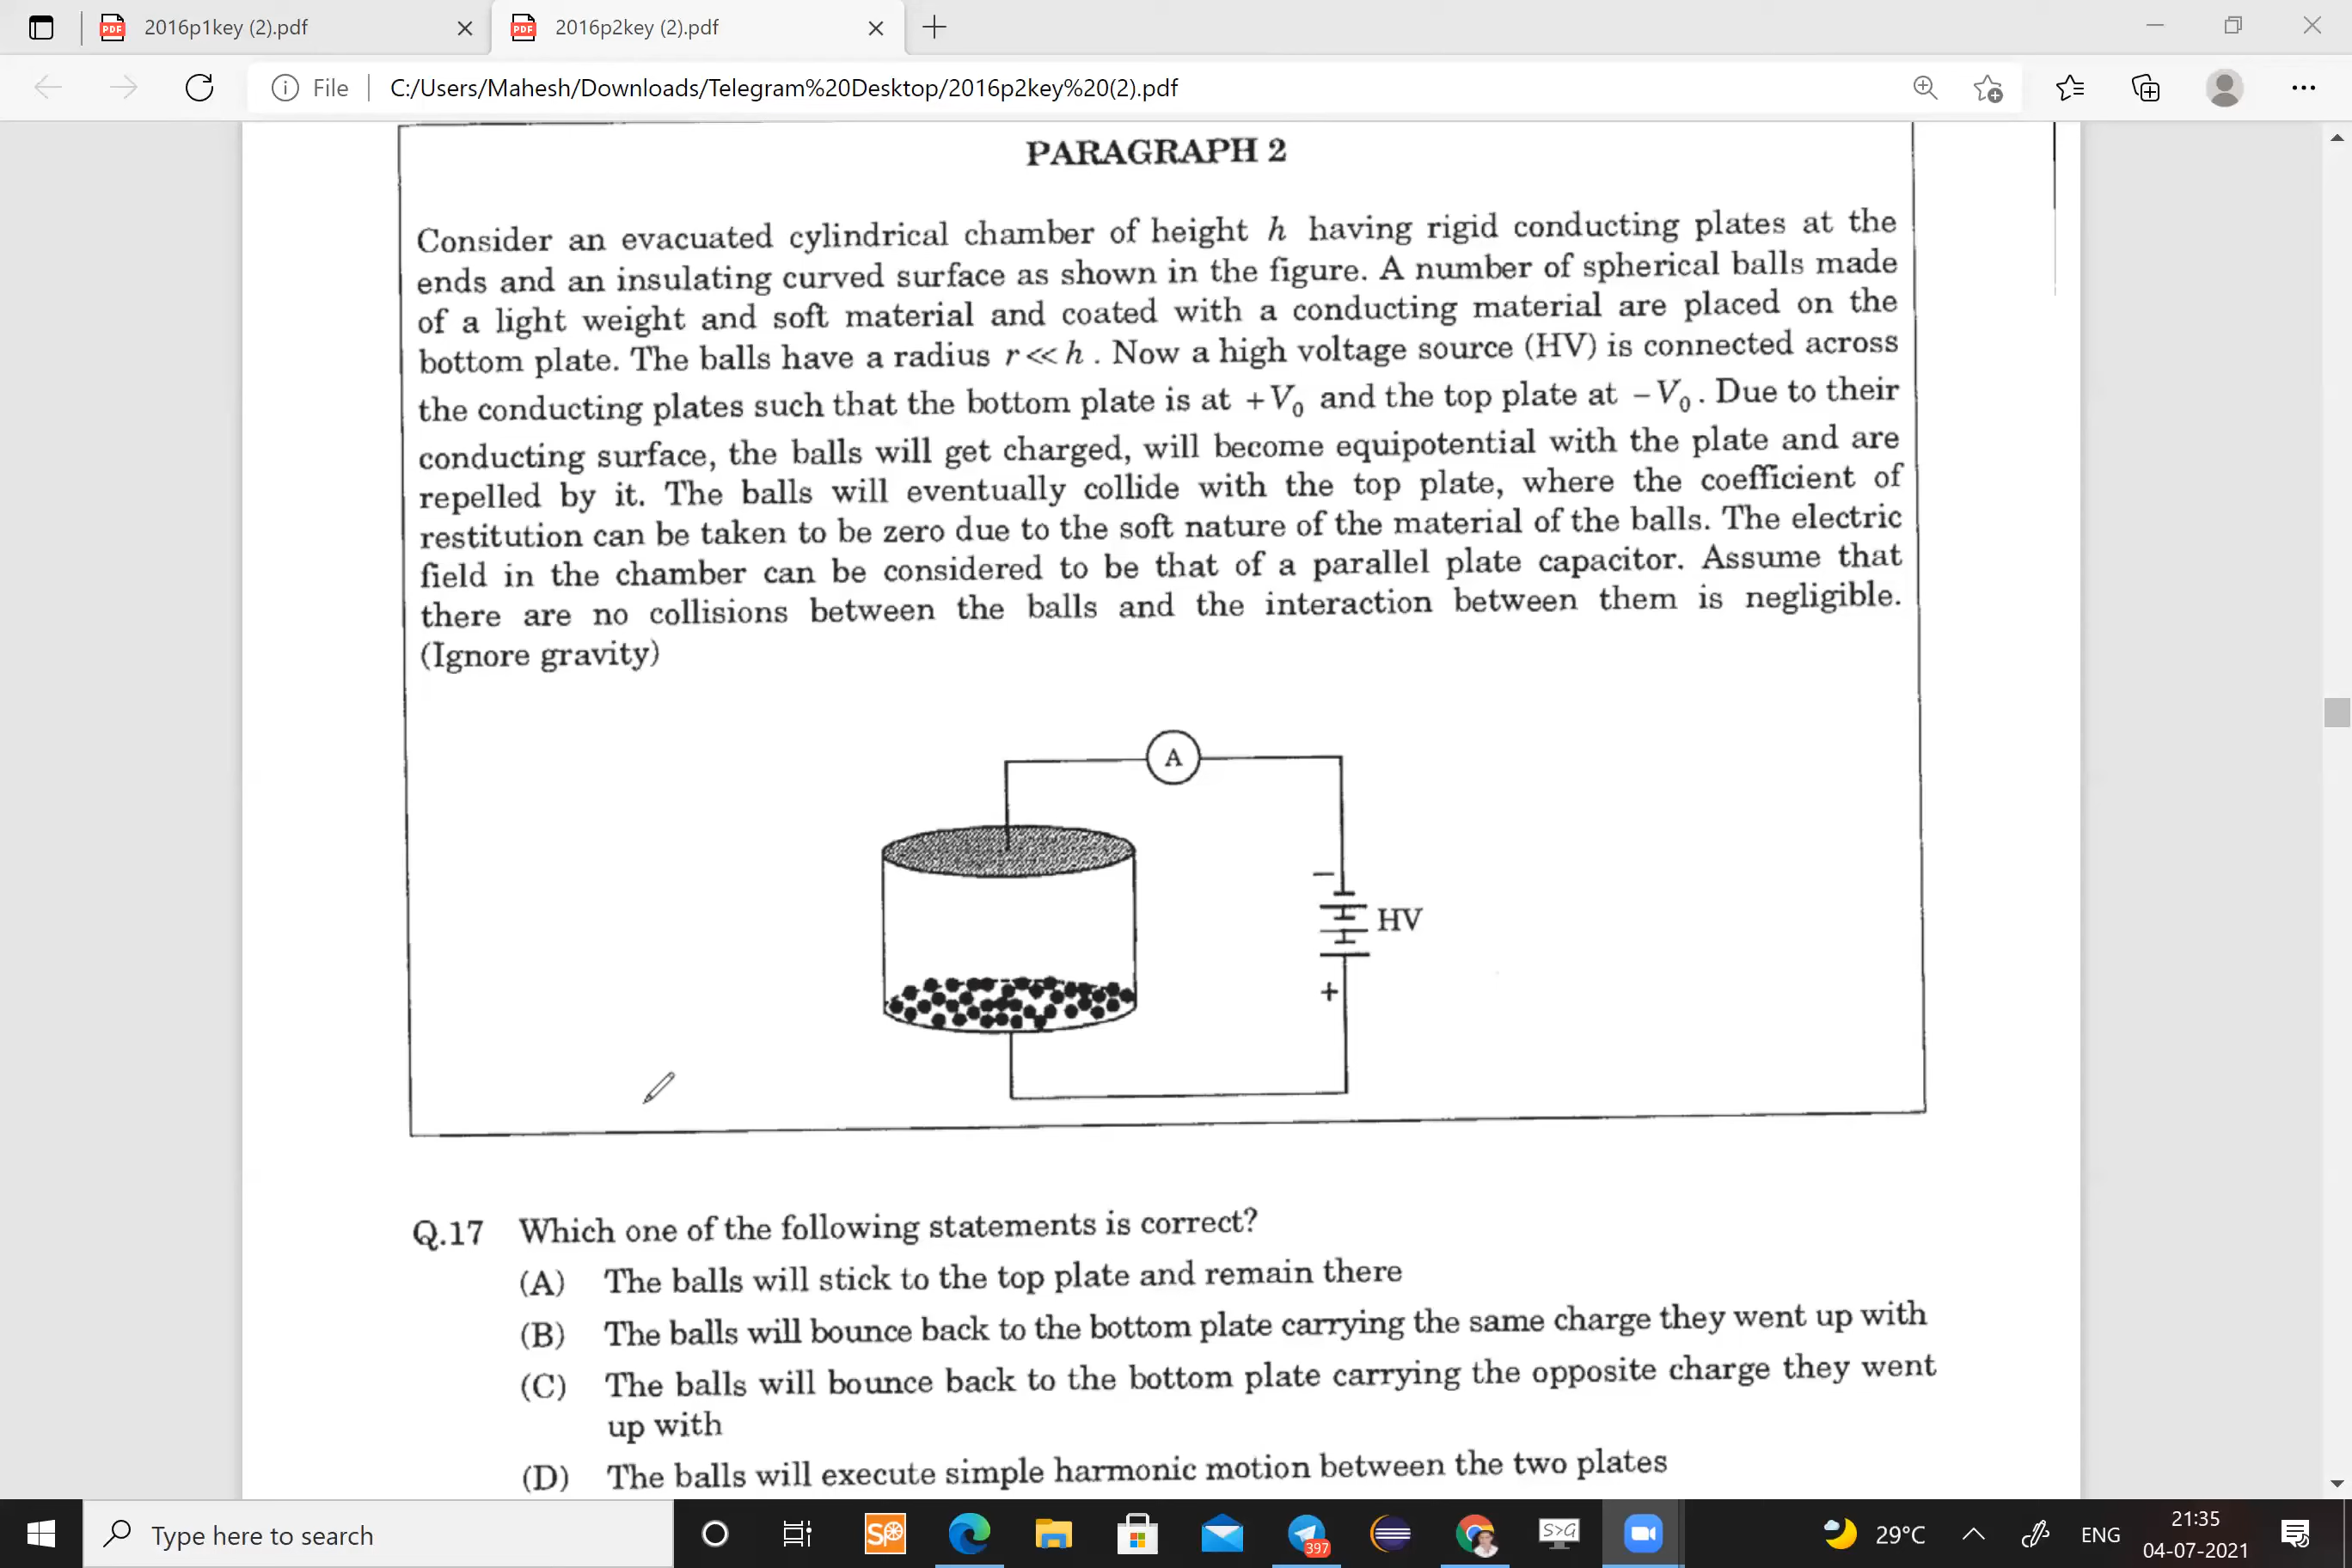 2016p1key (2).pdf
2016p2key (2).pdf
File
C:/Users/Mahesh/Downloads/Telegram%20Desktop/2016p2key%20(2).pdf
PARAGRAPH 2
Consider an evacuated cylindrical chamber of height h having rigid conducting plates at the
ends and an insulating curved surface as shown in the figure. A number of spherical balls made
of a light weight and soft material and coated with a conducting material are placed on the
bottom plate. The balls have a radius r << h . Now a high voltage source (HV) is connected across
the conducting plates such that the bottom plate is at +V₀ and the top plate at −V₀. Due to their
conducting surface, the balls will get charged, will become equipotential with the plate and are
repelled by it. The balls will eventually collide with the top plate, where the coefficient of
restitution can be taken to be zero due to the soft nature of the material of the balls. The electric
field in the chamber can be considered to be that of a parallel plate capacitor. Assume that
there are no collisions between the balls and the interaction between them is negligible.
(Ignore gravity)
A
−
HV
+
Q.17 Which one of the following statements is correct?
(A) The balls will stick to the top plate and remain there
(B) The balls will bounce back to the bottom plate carrying the same charge they went up with
(C) The balls will bounce back to the bottom plate carrying the opposite charge they went
up with
(D) The balls will execute simple harmonic motion between the two plates
Type here to search
397
S>G
29°C
ENG
21:35
04-07-2021